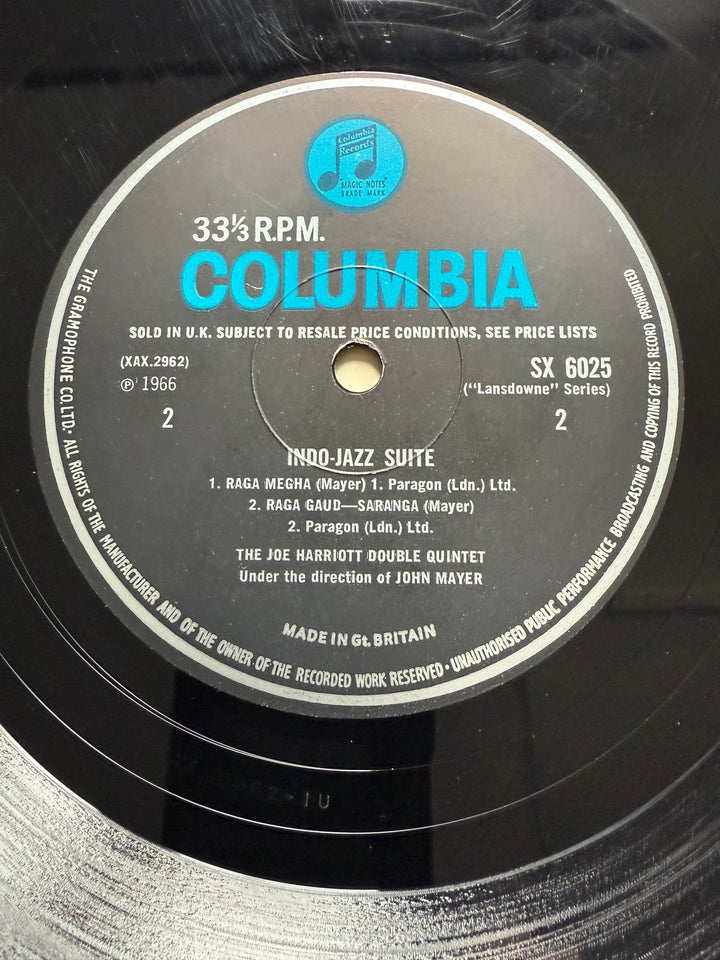 Columbia
Records
"MAGIC NOTES"
TRADE MARK
33⅓ R.P.M.
COLUMBIA
SOLD IN U.K. SUBJECT TO RESALE PRICE CONDITIONS, SEE PRICE LISTS
(XAX.2962)
SX 6025
℗ 1966
("Lansdowne" Series)
2
2
INDO-JAZZ SUITE
1. RAGA MEGHA (Mayer) 1. Paragon (Ldn.) Ltd.
2. RAGA GAUD—SARANGA (Mayer)
2. Paragon (Ldn.) Ltd.
THE JOE HARRIOTT DOUBLE QUINTET
Under the direction of JOHN MAYER
MADE IN Gt. BRITAIN
THE GRAMOPHONE CO. LTD. · ALL RIGHTS OF THE MANUFACTURER AND OF THE OWNER OF THE RECORDED WORK RESERVED · UNAUTHORISED PUBLIC PERFORMANCE BROADCASTING AND COPYING OF THIS RECORD PROHIBITED
-1U